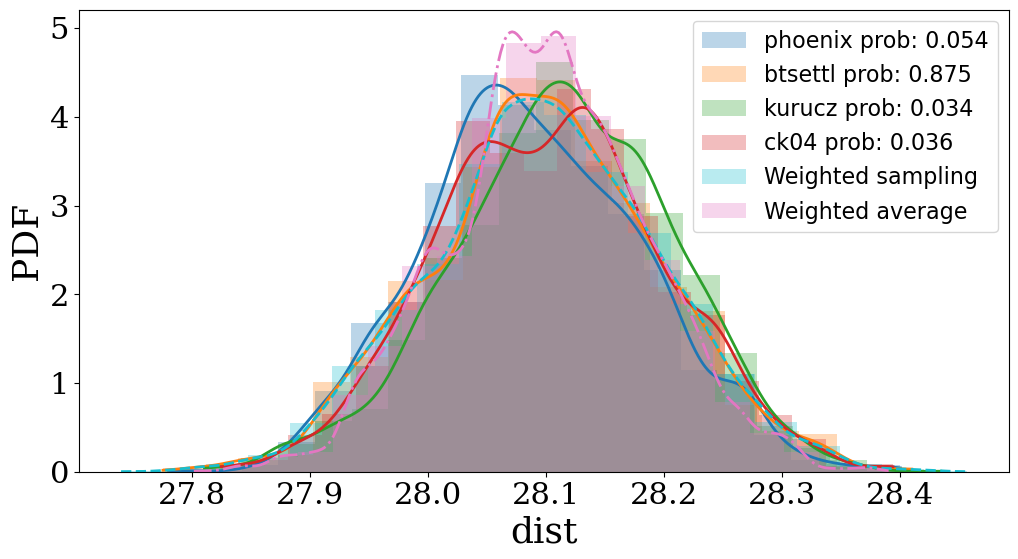 phoenix prob: 0.054
btsettl prob: 0.875
kurucz prob: 0.034
ck04 prob: 0.036
Weighted sampling
Weighted average
PDF
5
4
3
2
1
0
27.8 27.9 28.0 28.1 28.2 28.3 28.4
dist